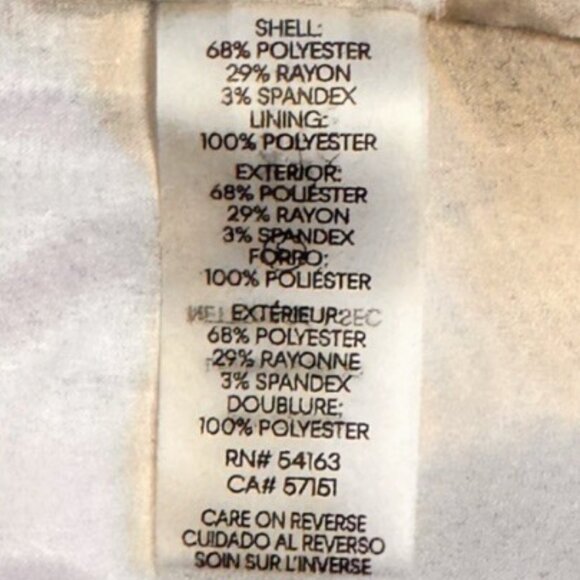 SHELL:
68% POLYESTER
29% RAYON
3% SPANDEX
LINING:
100% POLYESTER
EXTERIOR:
68% POLIÉSTER
29% RAYON
3% SPANDEX
FORRO:
100% POLIÉSTER
EXTÉRIEUR:
68% POLYESTER
29% RAYONNE
3% SPANDEX
DOUBLURE:
100% POLYESTER
RN# 54163
CA# 57151
CARE ON REVERSE
CUIDADO AL REVERSO
SOIN SUR L'INVERSE